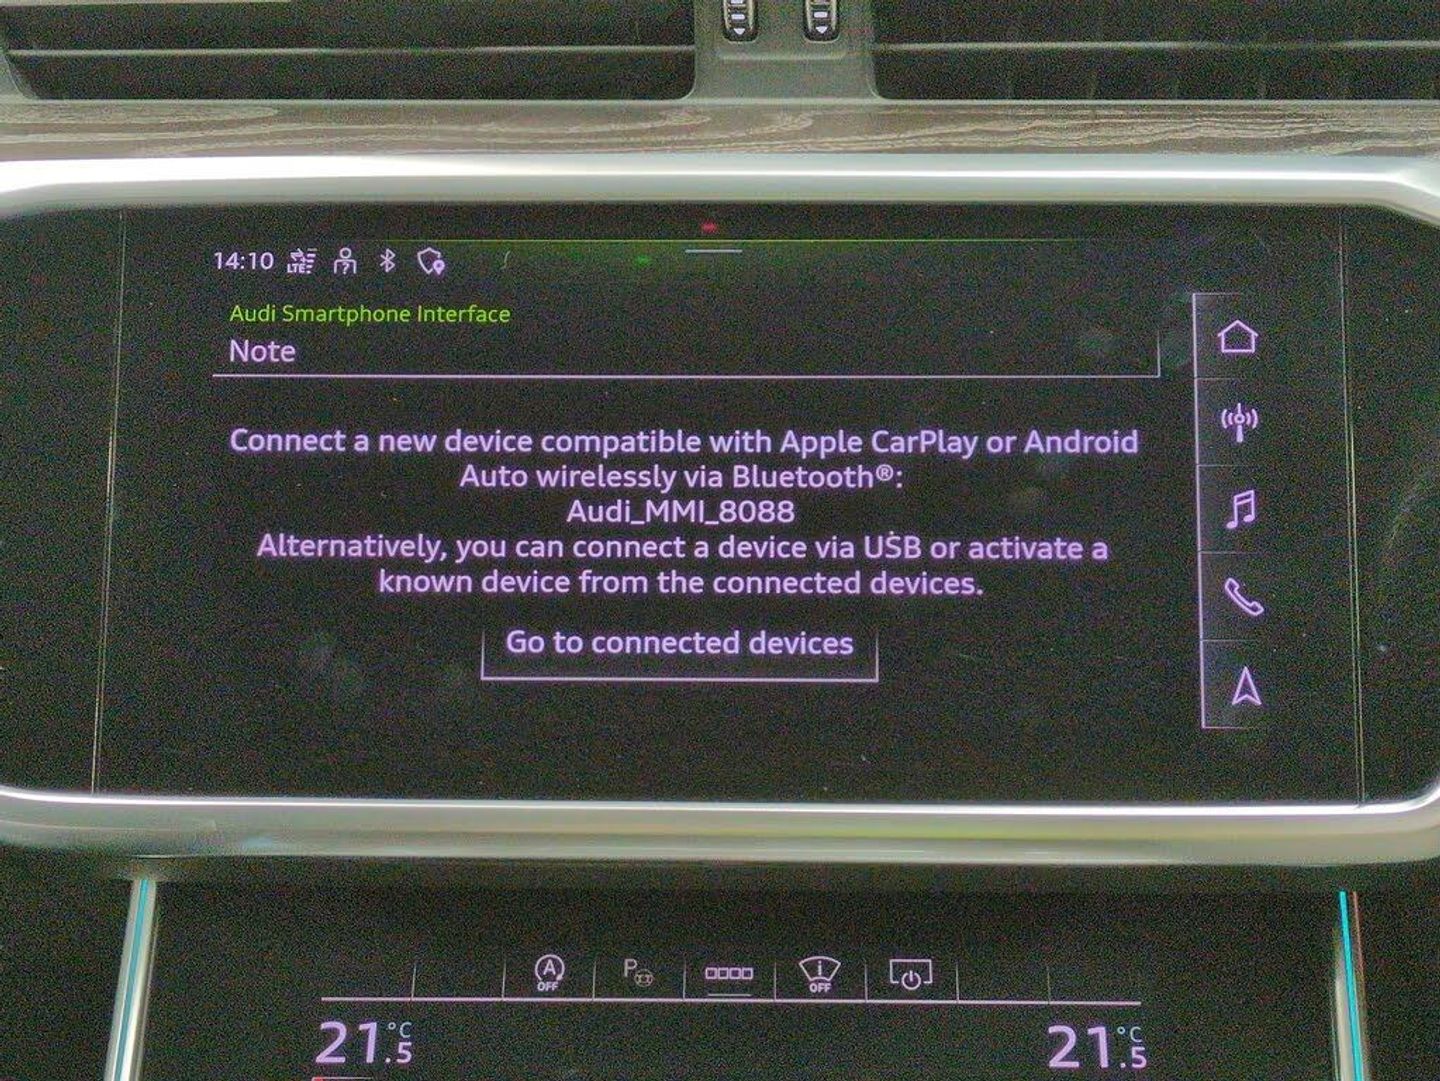 14:10 LTE ?
Audi Smartphone Interface
Note
Connect a new device compatible with Apple CarPlay or Android
Auto wirelessly via Bluetooth®:
Audi_MMI_8088
Alternatively, you can connect a device via USB or activate a
known device from the connected devices.
Go to connected devices
A OFF P OFF
21.5 °C 21.5 °C